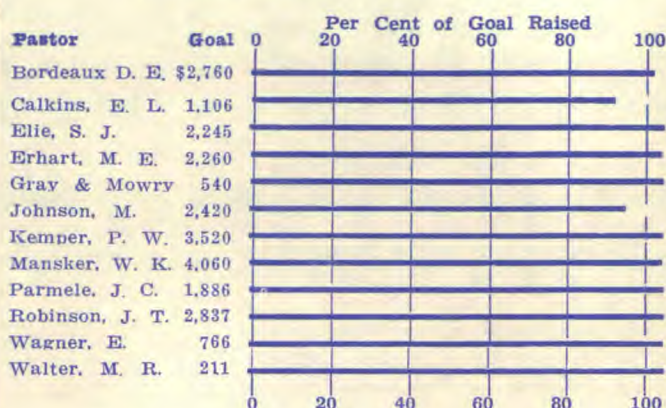 Per Cent of Goal Raised
Pastor Goal 0 20 40 60 80 100
Bordeaux D. E. $2,760
Calkins, E. L. 1,106
Elie, S. J. 2,245
Erhart, M. E. 2,260
Gray & Mowry 540
Johnson, M. 2,420
Kemper, P. W. 3,520
Mansker, W. K. 4,060
Parmele, J. C. 1,886
Robinson, J. T. 2,837
Wagner, E. 766
Walter, M. R. 211
0 20 40 60 80 100